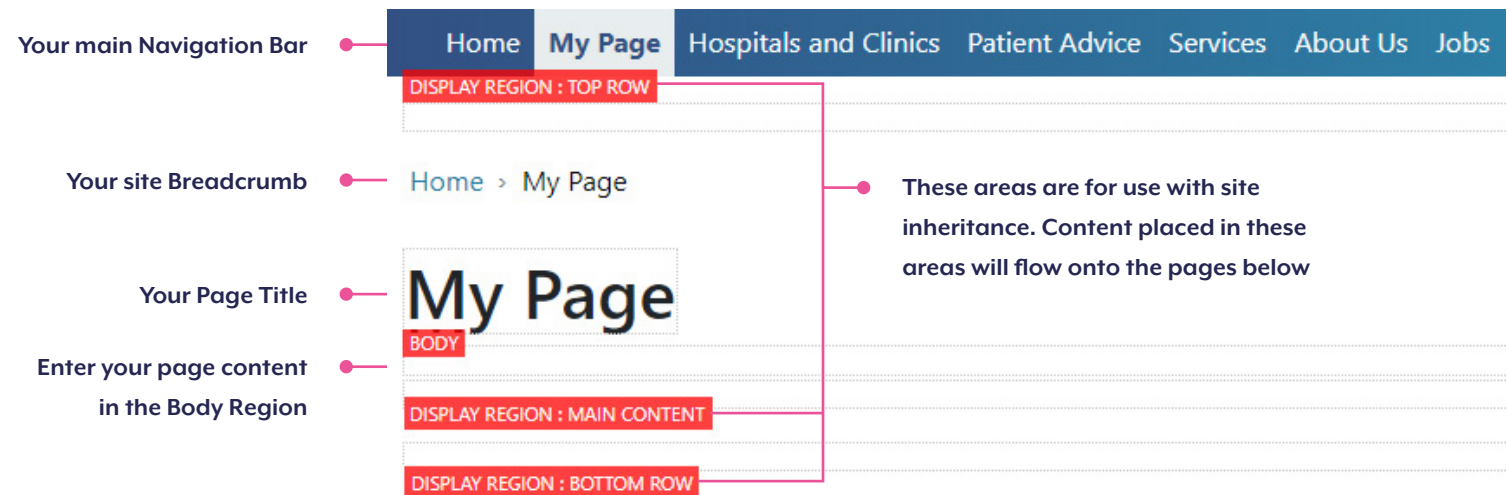 Your main Navigation Bar
Home My Page Hospitals and Clinics Patient Advice Services About Us Jobs
DISPLAY REGION : TOP ROW
Your site Breadcrumb
Home › My Page
These areas are for use with site
inheritance. Content placed in these
areas will flow onto the pages below
Your Page Title
My Page
BODY
Enter your page content
in the Body Region
DISPLAY REGION : MAIN CONTENT
DISPLAY REGION : BOTTOM ROW